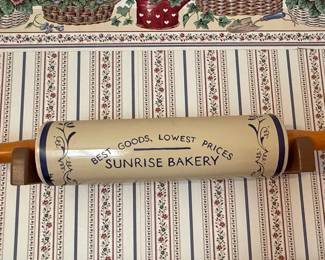 BEST GOODS, LOWEST PRICES
SUNRISE BAKERY